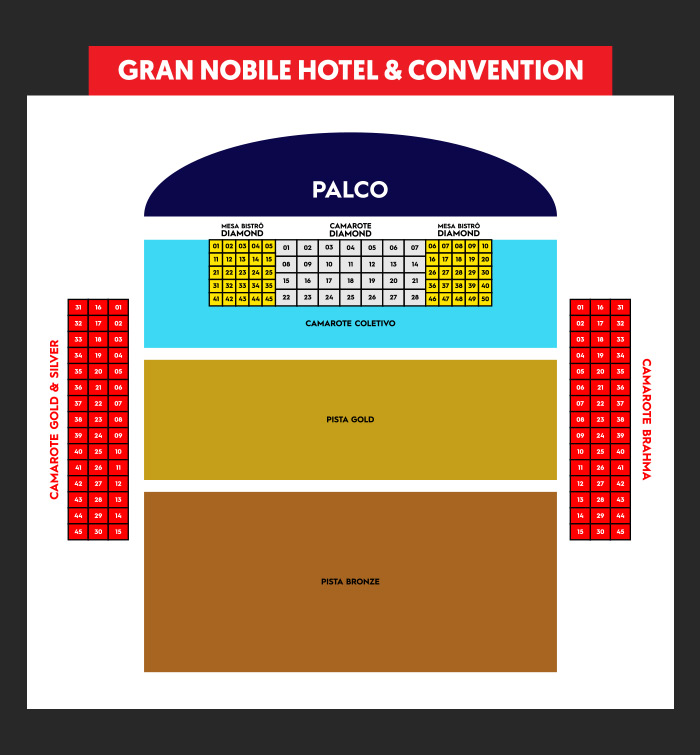 GRAN NOBILE HOTEL & CONVENTION
PALCO
MESA BISTRÔ
DIAMOND
CAMAROTE
DIAMOND
MESA BISTRÔ
DIAMOND
01 02 03 04 05
11 12 13 14 15
21 22 23 24 25
31 32 33 34 35
41 42 43 44 45
01 02 03 04 05 06 07
08 09 10 11 12 13 14
15 16 17 18 19 20 21
22 23 24 25 26 27 28
06 07 08 09 10
16 17 18 19 20
26 27 28 29 30
36 37 38 39 40
46 47 48 49 50
CAMAROTE COLETIVO
CAMAROTE GOLD & SILVER
31 16 01
32 17 02
33 18 03
34 19 04
35 20 05
36 21 06
37 22 07
38 23 08
39 24 09
40 25 10
41 26 11
42 27 12
43 28 13
44 29 14
45 30 15
PISTA GOLD
PISTA BRONZE
01 16 31
02 17 32
03 18 33
04 19 34
05 20 35
06 21 36
07 22 37
08 23 38
09 24 39
10 25 40
11 26 41
12 27 42
13 28 43
14 29 44
15 30 45
CAMAROTE BRAHMA